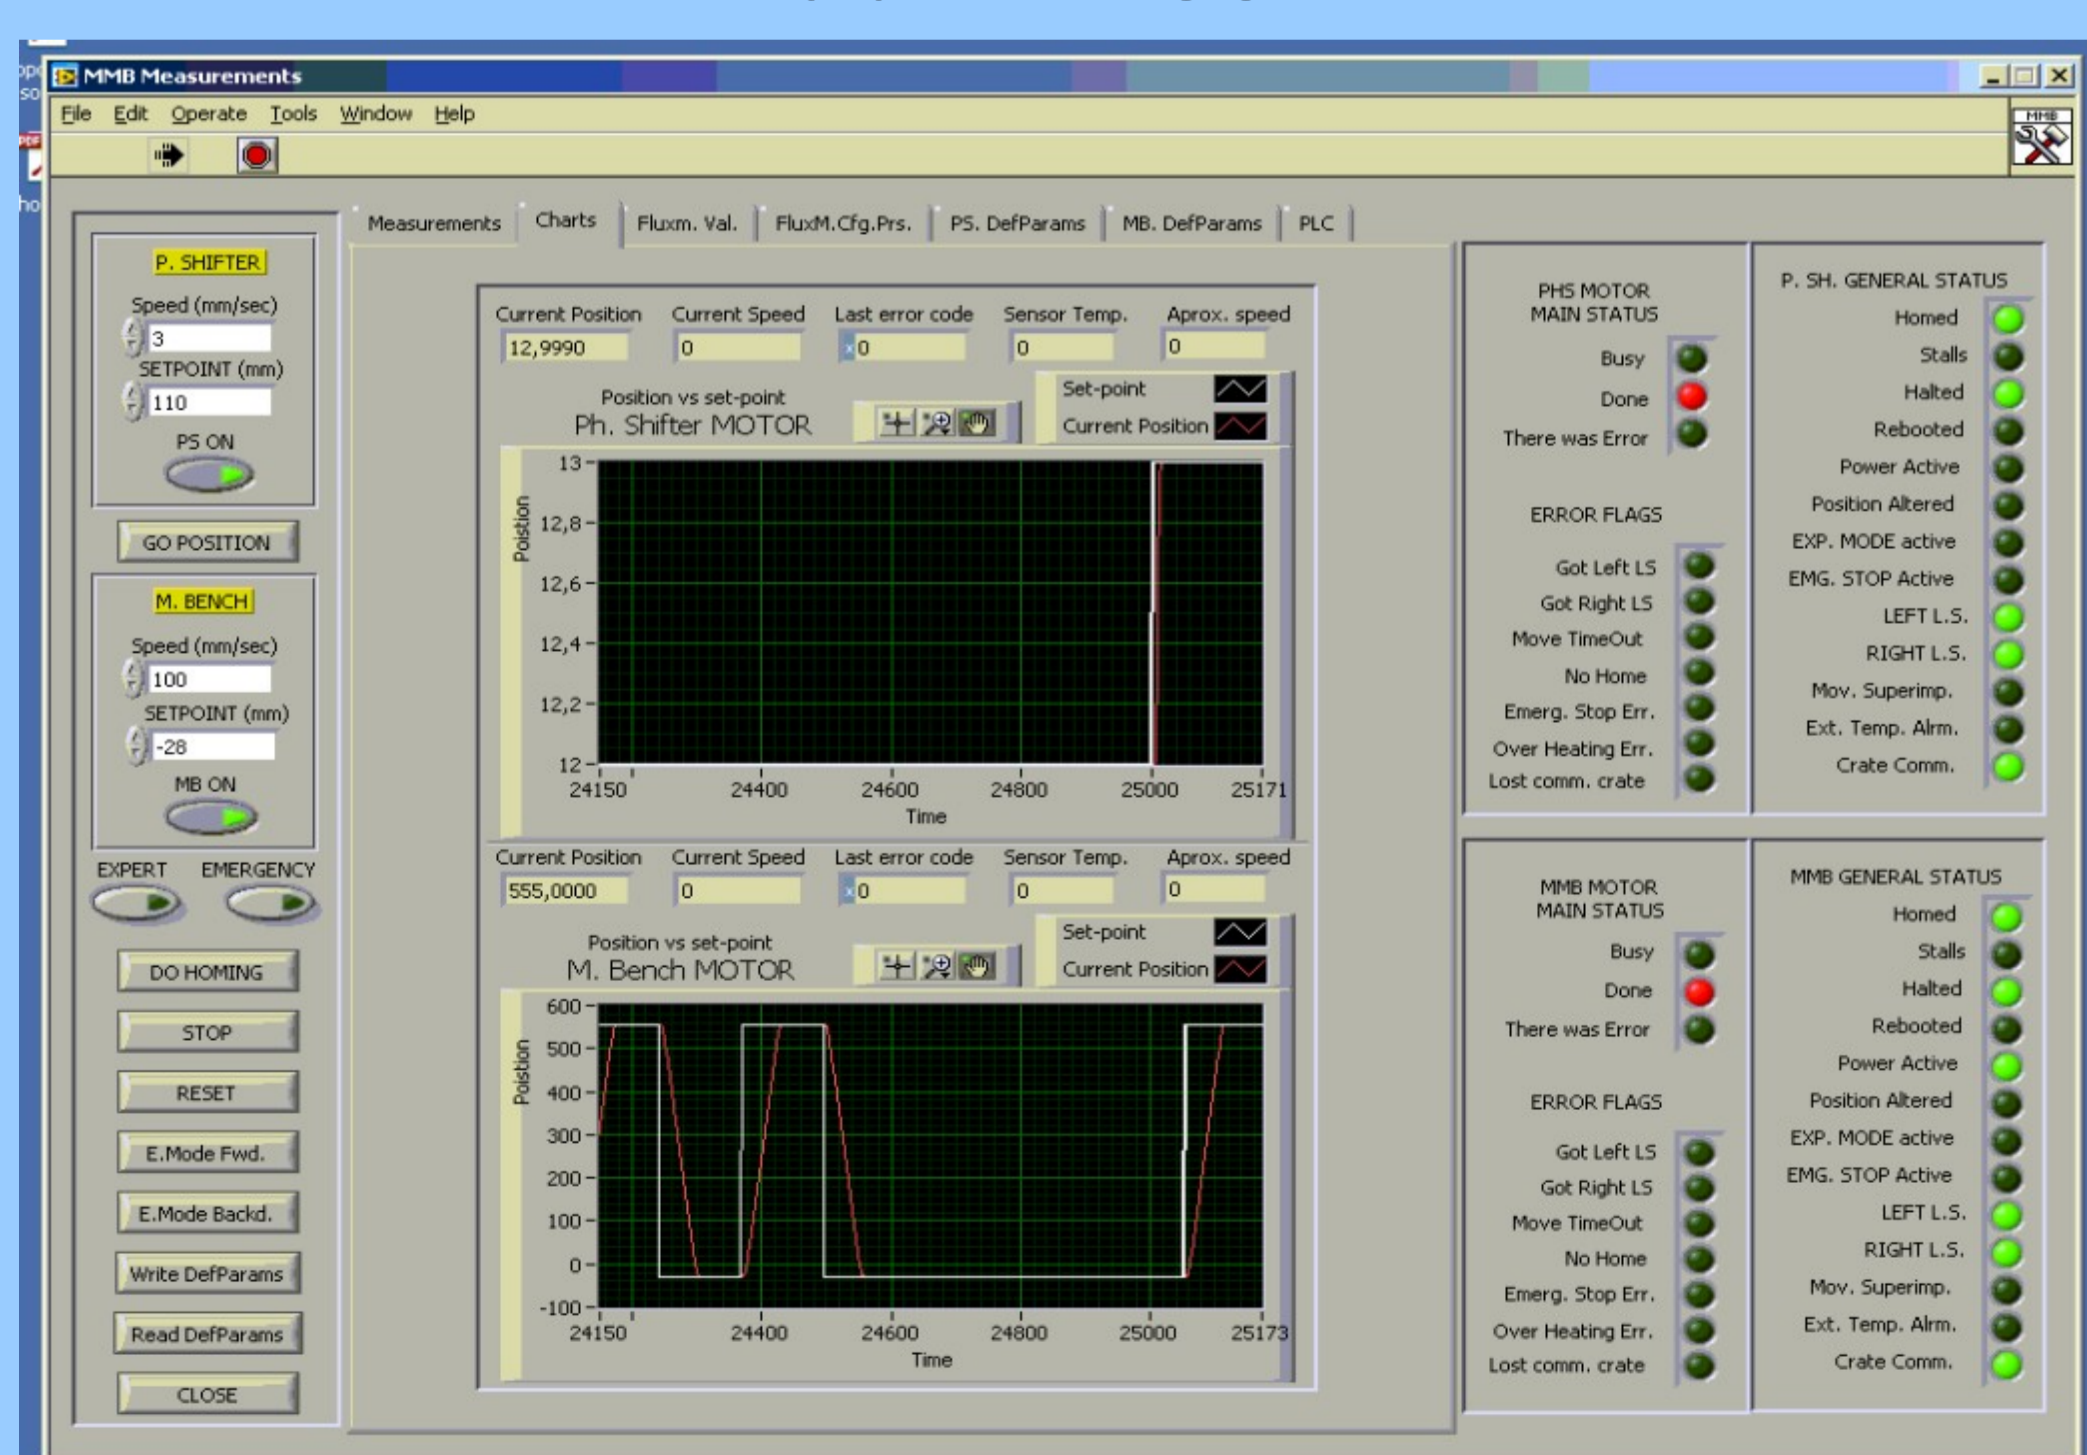 MMB Measurements
File Edit Operate Tools Window Help
MMB
P. SHIFTER
Speed (mm/sec)
3
SETPOINT (mm)
110
PS ON
GO POSITION
M. BENCH
Speed (mm/sec)
100
SETPOINT (mm)
-28
MB ON
EXPERT EMERGENCY
DO HOMING
STOP
RESET
E.Mode Fwd.
E.Mode Backd.
Write DefParams
Read DefParams
CLOSE
Measurements Charts Fluxm. Val. FluxM.Cfg.Prs. PS. DefParams MB. DefParams PLC
Current Position Current Speed Last error code Sensor Temp. Aprox. speed
12,9990 0 x0 0 0
Position vs set-point
Ph. Shifter MOTOR
Set-point
Current Position
Poistion
13
12,8
12,6
12,4
12,2
12
24150 24400 24600 24800 25000 25171
Time
Current Position Current Speed Last error code Sensor Temp. Aprox. speed
555,0000 0 x0 0 0
Position vs set-point
M. Bench MOTOR
Set-point
Current Position
Poistion
600
500
400
300
200
100
0
-100
24150 24400 24600 24800 25000 25173
Time
PHS MOTOR
MAIN STATUS
Busy
Done
There was Error
ERROR FLAGS
Got Left LS
Got Right LS
Move TimeOut
No Home
Emerg. Stop Err.
Over Heating Err.
Lost comm. crate
P. SH. GENERAL STATUS
Homed
Stalls
Halted
Rebooted
Power Active
Position Altered
EXP. MODE active
EMG. STOP Active
LEFT L.S.
RIGHT L.S.
Mov. Superimp.
Ext. Temp. Alrm.
Crate Comm.
MMB MOTOR
MAIN STATUS
Busy
Done
There was Error
ERROR FLAGS
Got Left LS
Got Right LS
Move TimeOut
No Home
Emerg. Stop Err.
Over Heating Err.
Lost comm. crate
MMB GENERAL STATUS
Homed
Stalls
Halted
Rebooted
Power Active
Position Altered
EXP. MODE active
EMG. STOP Active
LEFT L.S.
RIGHT L.S.
Mov. Superimp.
Ext. Temp. Alrm.
Crate Comm.